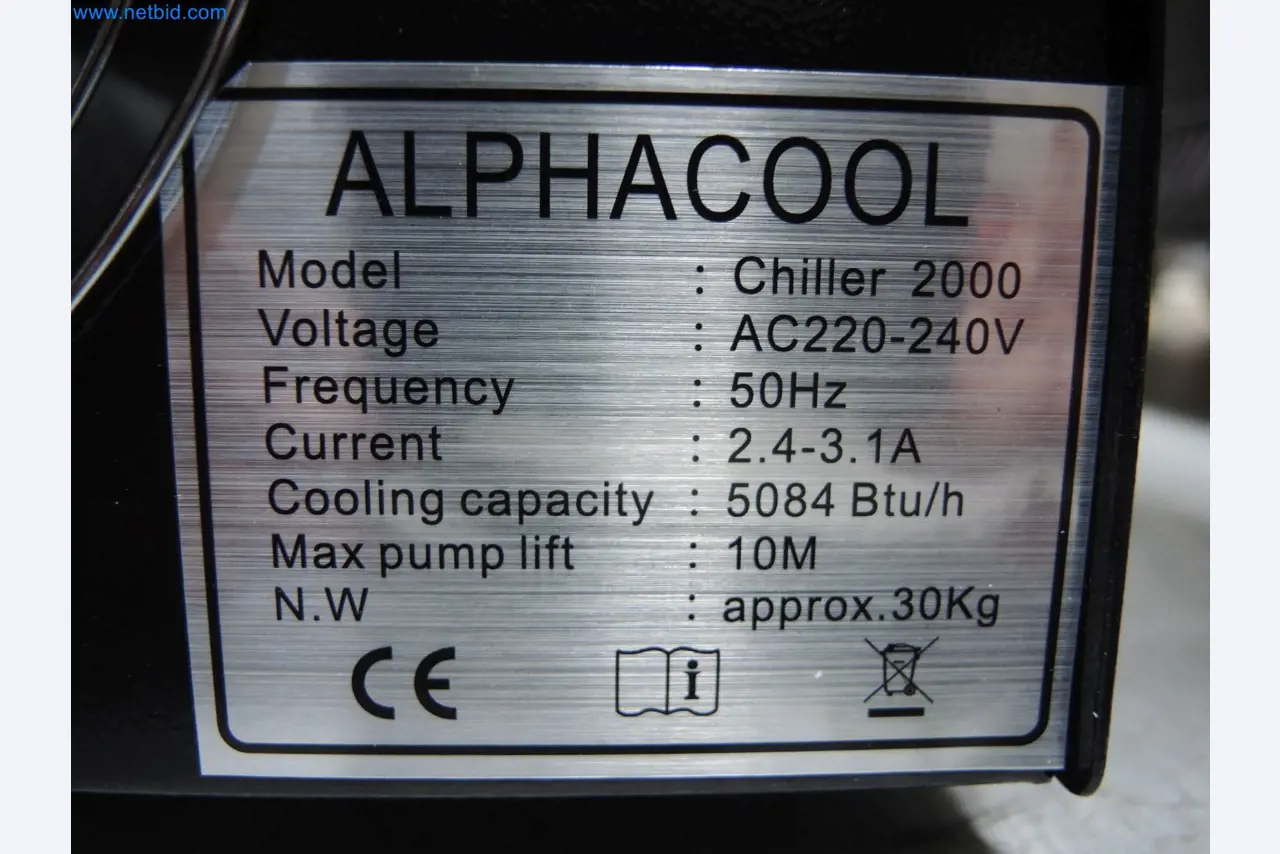 www.netbid.com
ALPHACOOL
Model : Chiller 2000
Voltage : AC220-240V
Frequency : 50Hz
Current : 2.4-3.1A
Cooling capacity : 5084 Btu/h
Max pump lift : 10M
N.W : approx.30Kg
CE i